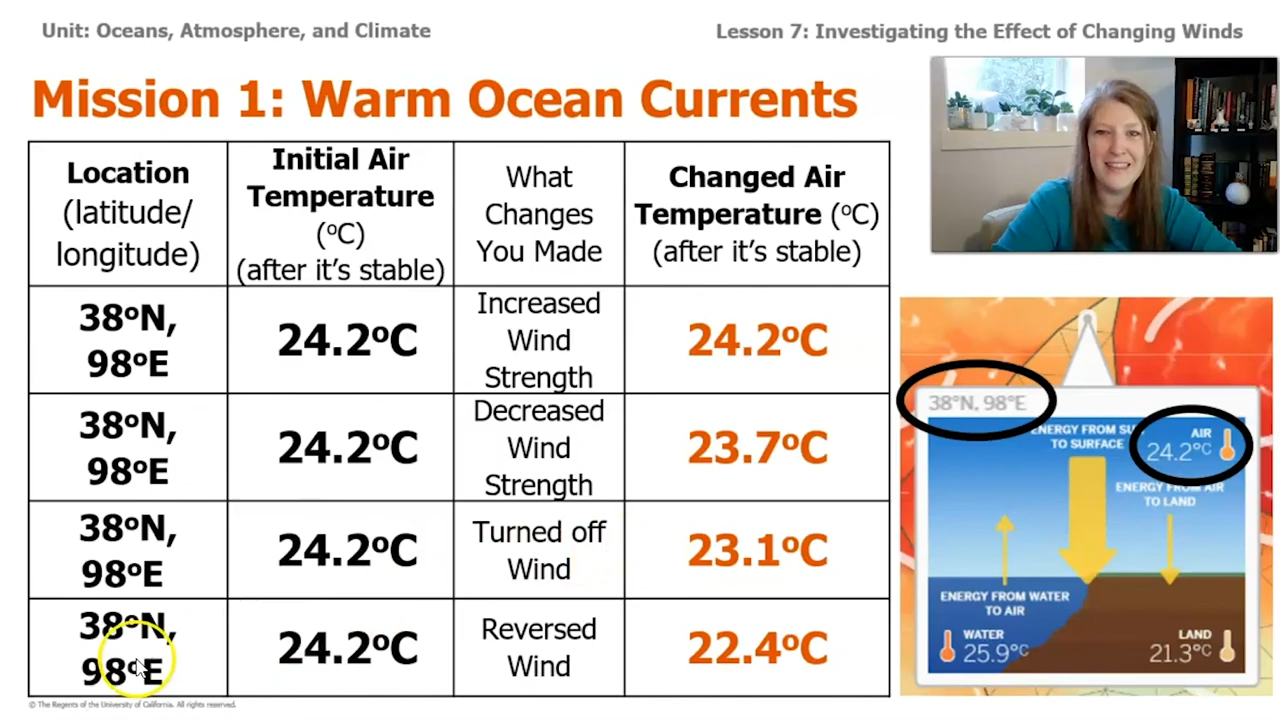 Unit: Oceans, Atmosphere, and Climate
Lesson 7: Investigating the Effect of Changing Winds
Mission 1: Warm Ocean Currents
Location
(latitude/
longitude)
Initial Air
Temperature
(ºC)
(after it's stable)
What
Changes
You Made
Changed Air
Temperature (ºC)
(after it's stable)
38ºN,
98ºE
24.2ºC
Increased
Wind
Strength
24.2ºC
38ºN,
98ºE
24.2ºC
Decreased
Wind
Strength
23.7ºC
38ºN,
98ºE
24.2ºC
Turned off
Wind
23.1ºC
38ºN,
98ºE
24.2ºC
Reversed
Wind
22.4ºC
38°N, 98°E
ENERGY FROM
TO SURFACE
AIR
24.2°C
ENERGY FROM AIR
TO LAND
ENERGY FROM WATER
TO AIR
WATER
25.9°C
LAND
21.3°C
© The Regents of the University of California. All rights reserved.